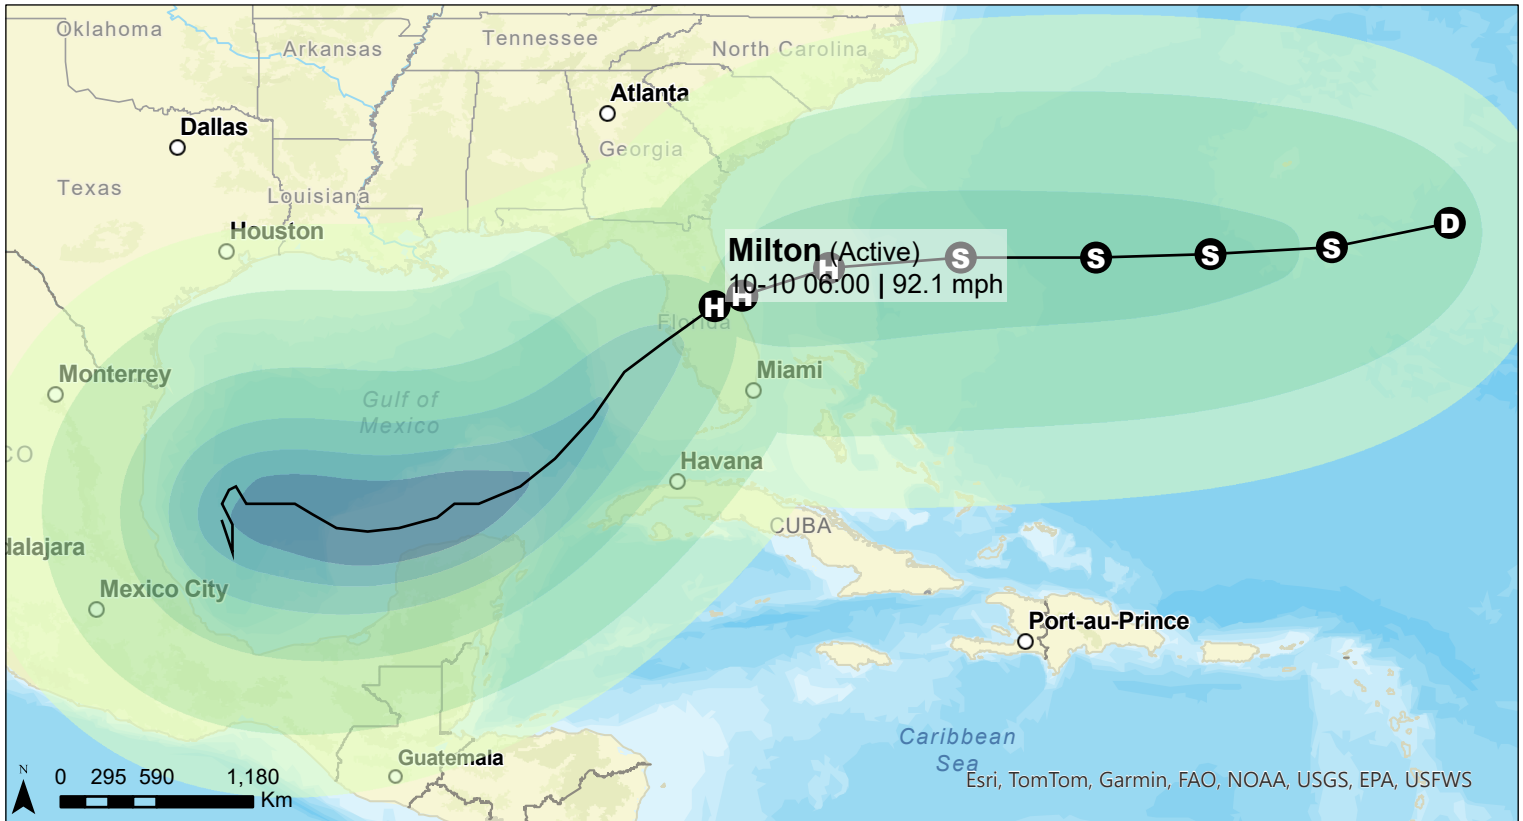 Oklahoma
Arkansas
Tennessee
North Carolina
Atlanta
Dallas
Georgia
Texas
Louisiana
Houston
Milton (Active)
10-10 06:00 | 92.1 mph
H
H
H
S
S
S
S
D
Florida
Monterrey
Miami
Gulf of
Mexico
CO
Havana
CUBA
dalajara
Mexico City
Port-au-Prince
Guatemala
Caribbean
Sea
N
0 295 590 1,180
Km
Esri, TomTom, Garmin, FAO, NOAA, USGS, EPA, USFWS